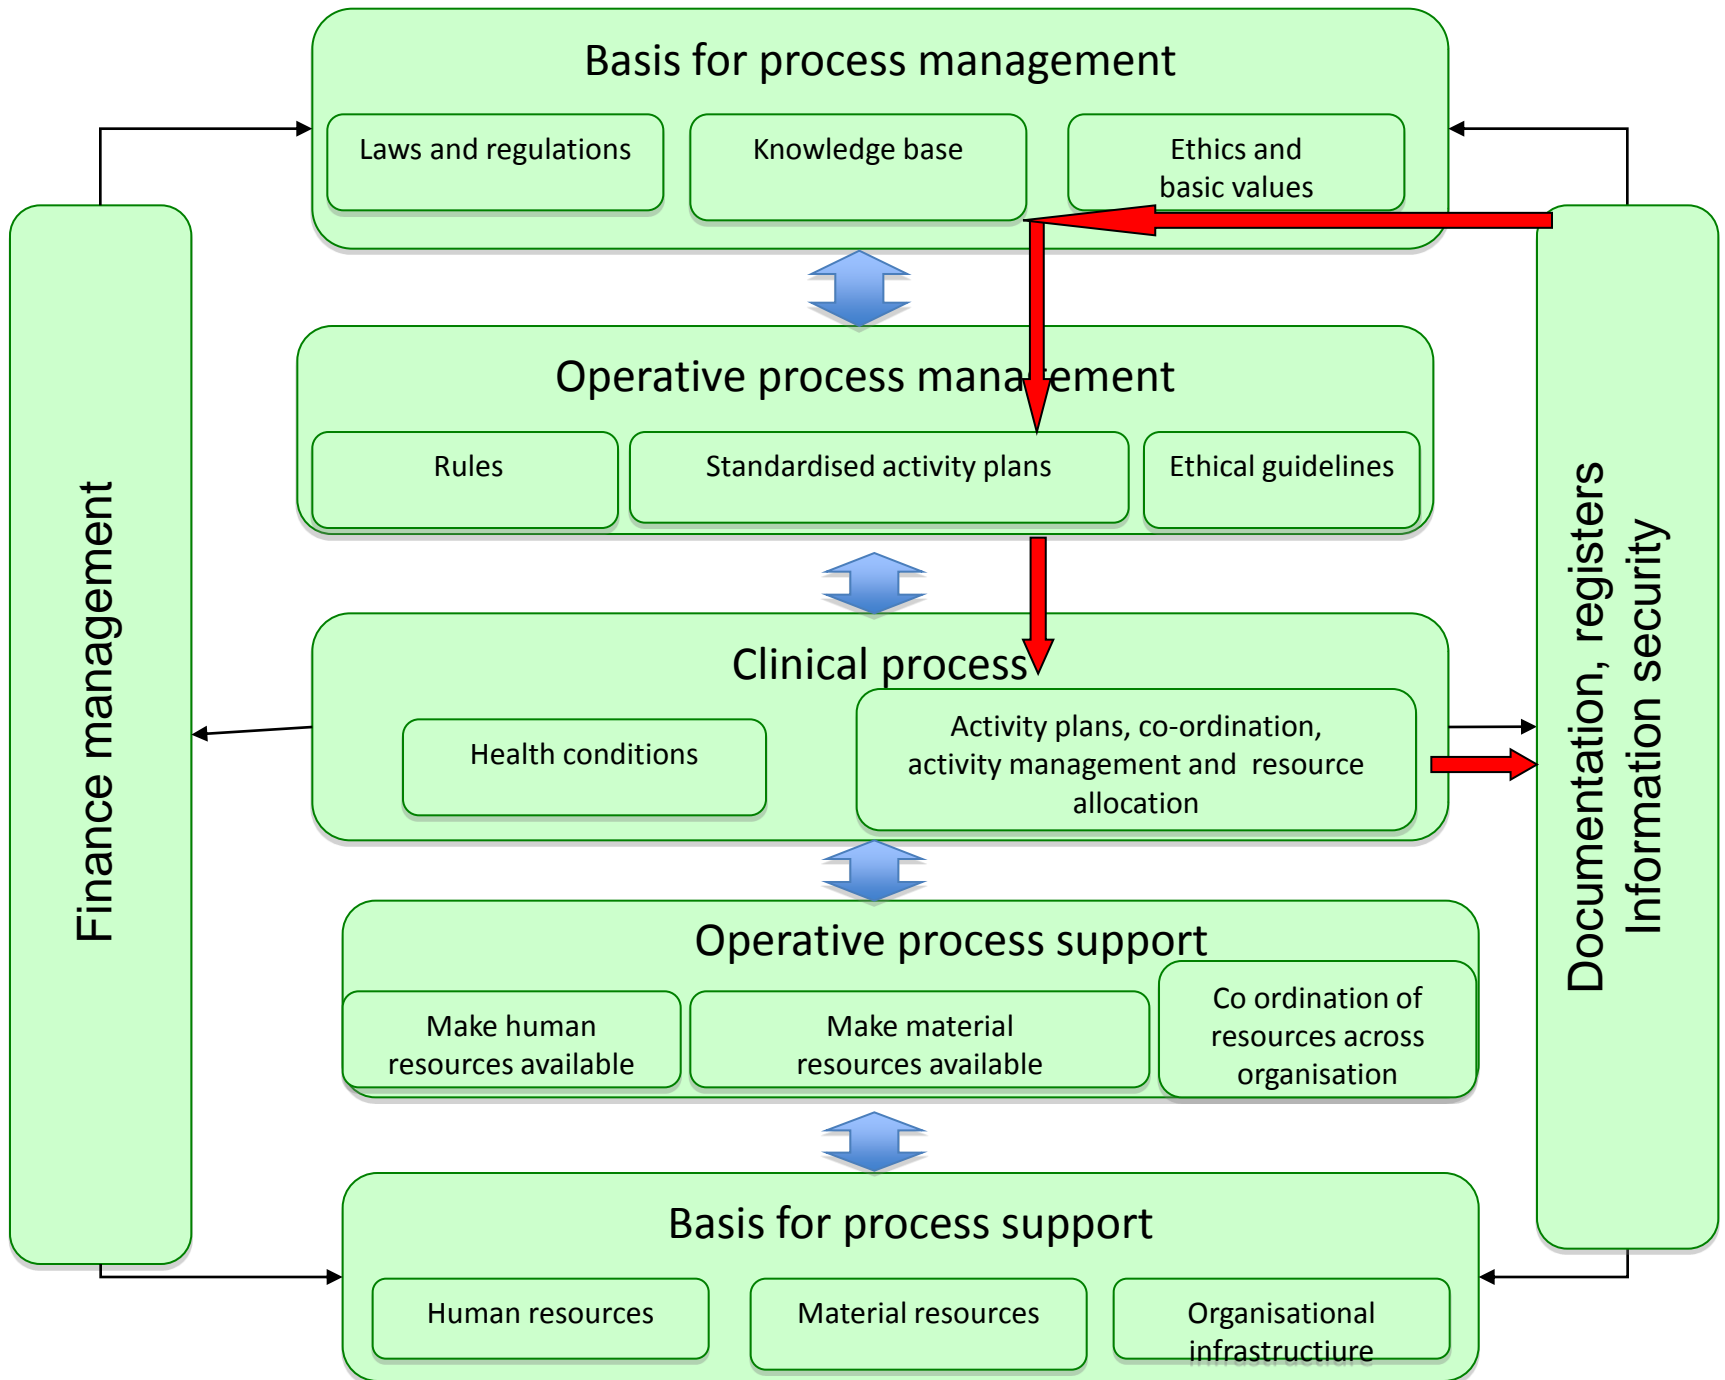 Basis for process management
Laws and regulations
Knowledge base
Ethics and
basic values
Operative process management
Rules
Standardised activity plans
Ethical guidelines
Clinical process
Health conditions
Activity plans, co-ordination,
activity management and resource
allocation
Operative process support
Make human
resources available
Make material
resources available
Co ordination of
resources across
organisation
Basis for process support
Human resources
Material resources
Organisational
infrastructiure
Finance management
Documentation, registers
Information security